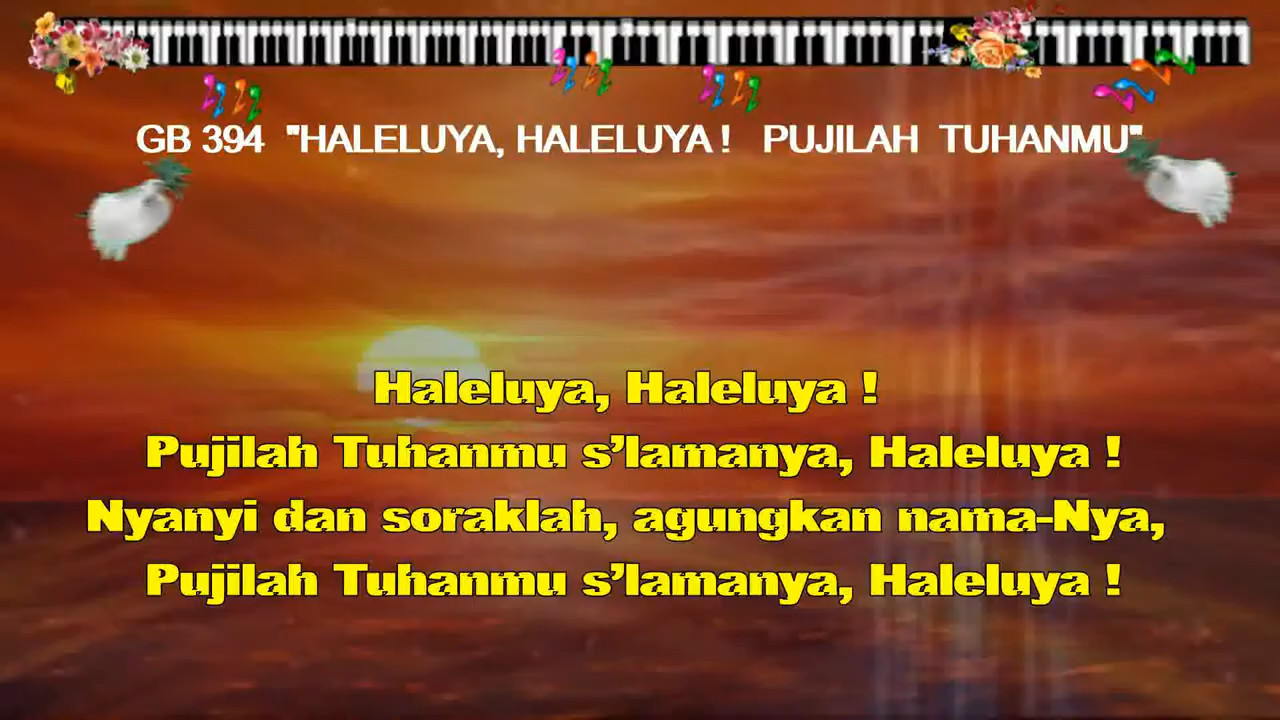 GB 394 "HALELUYA, HALELUYA ! PUJILAH TUHANMU"
Haleluya, Haleluya !
Pujilah Tuhanmu s’lamanya, Haleluya !
Nyanyi dan soraklah, agungkan nama-Nya,
Pujilah Tuhanmu s’lamanya, Haleluya !